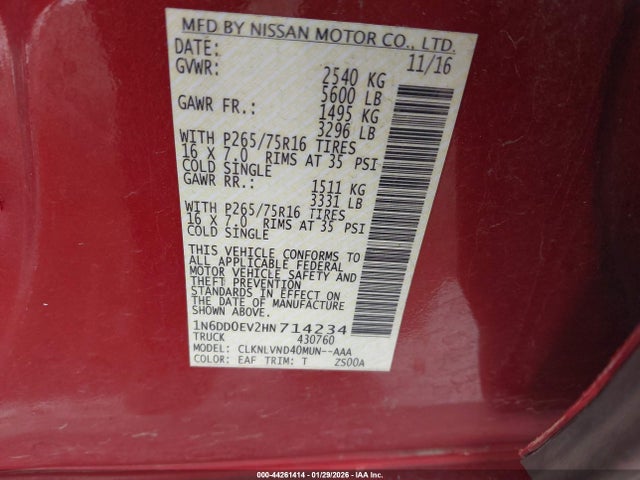 MFD BY NISSAN MOTOR CO., LTD.
DATE: 11/16
GVWR: 2540 KG
5600 LB
GAWR FR.: 1495 KG
3296 LB
WITH P265/75R16 TIRES
16 X 7.0 RIMS AT 35 PSI
COLD SINGLE
GAWR RR.: 1511 KG
3331 LB
WITH P265/75R16 TIRES
16 X 7.0 RIMS AT 35 PSI
COLD SINGLE
THIS VEHICLE CONFORMS TO
ALL APPLICABLE FEDERAL
MOTOR VEHICLE SAFETY AND
THEFT PREVENTION
STANDARDS IN EFFECT ON
THE DATE OF MANUFACTURE
SHOWN ABOVE.
1N6DD0EV2HN714234
TRUCK 430760
MODEL: CLKNLVND40MUN--AAA
COLOR: EAF TRIM: T 2S00A
000-44261414 | 01/29/2026 - IAA Inc.